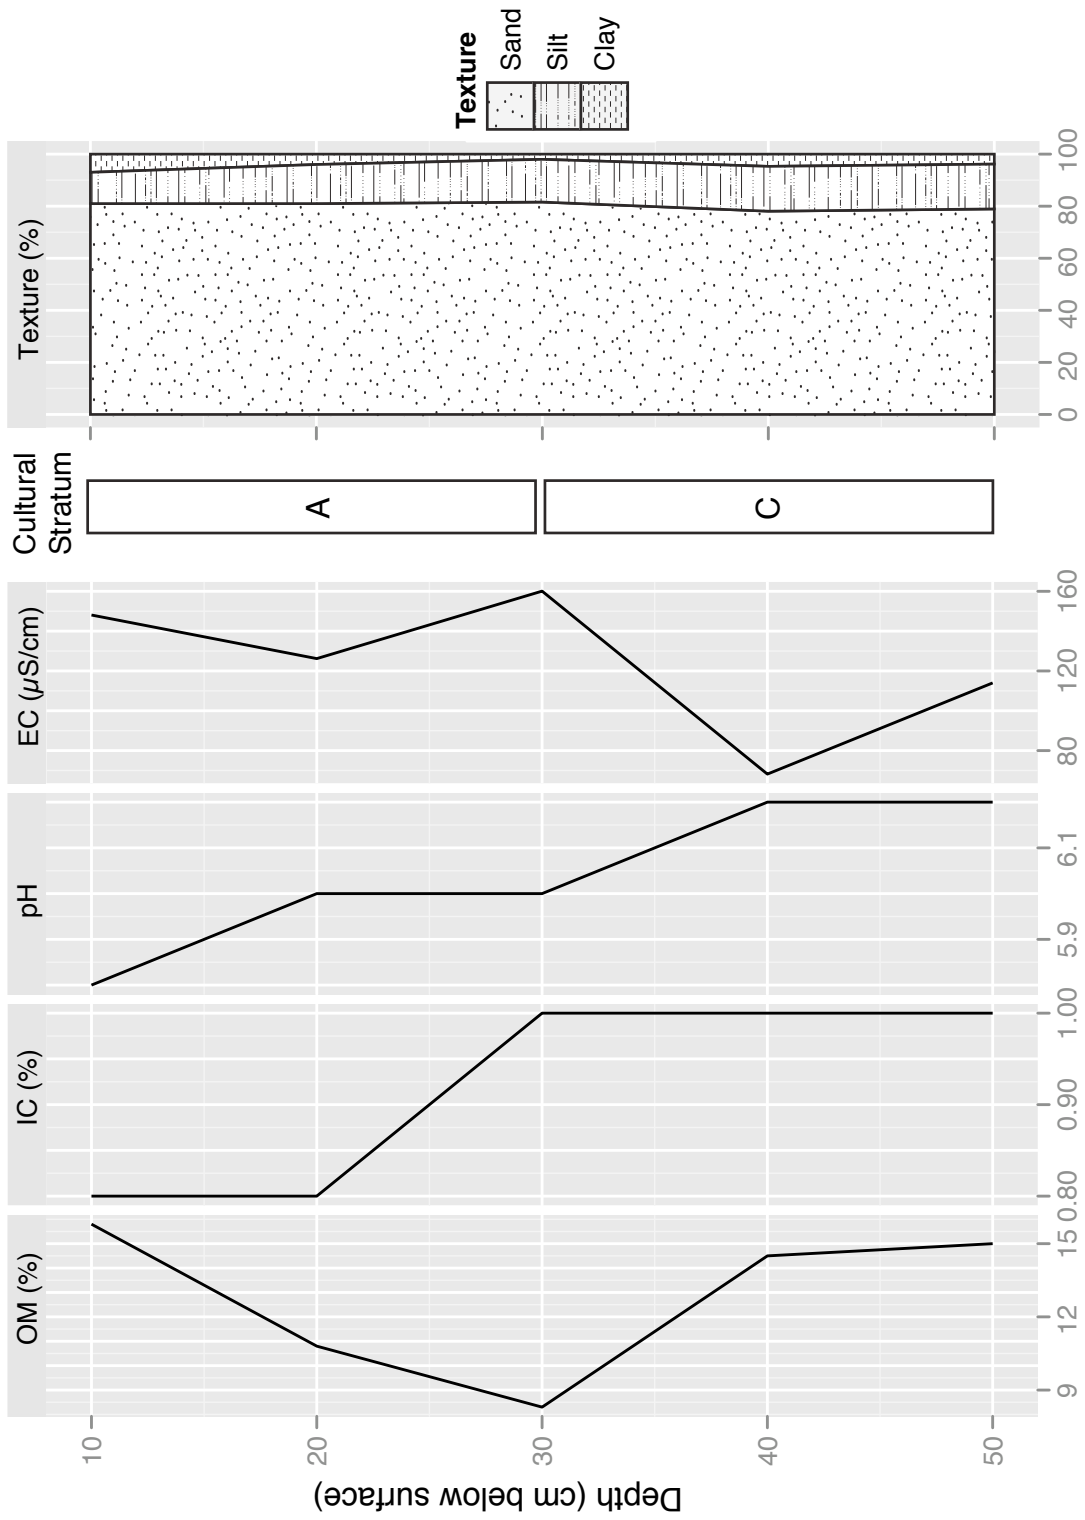 Depth (cm below surface)
10
20
30
40
50
OM (%)
9
12
15
IC (%)
0.80
0.90
1.00
pH
5.9
6.1
EC (µS/cm)
80
120
160
Cultural
Stratum
A
C
Texture (%)
0
20
40
60
80
100
Texture
Sand
Silt
Clay